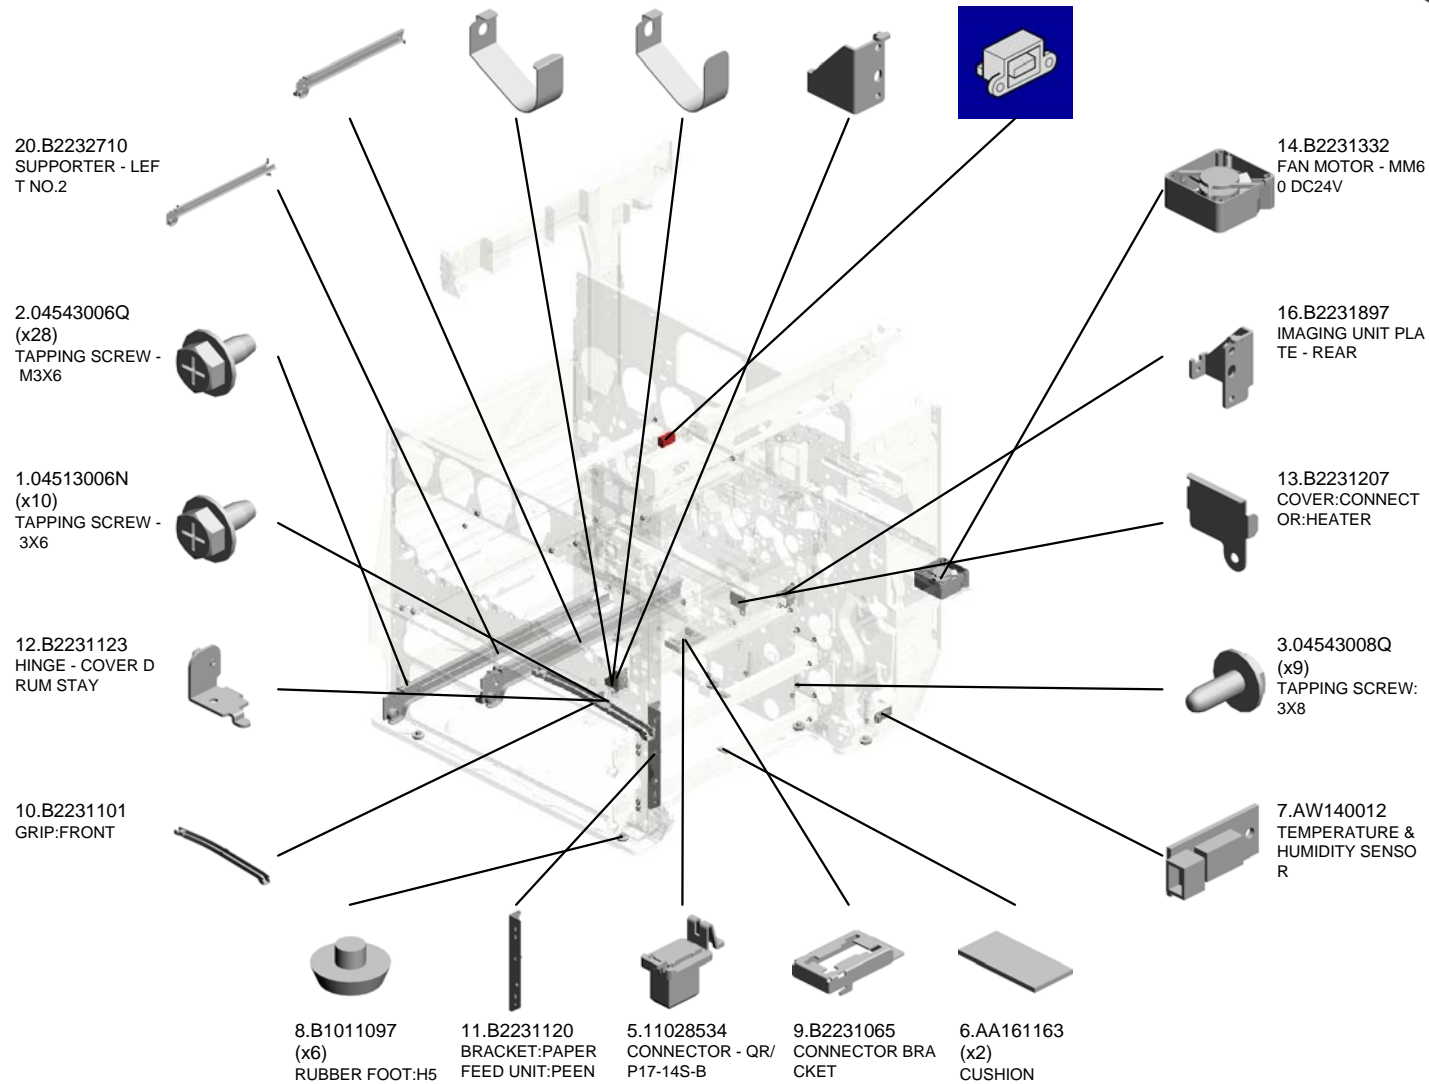 20.B2232710
SUPPORTER - LEF
T NO.2
2.04543006Q
(x28)
TAPPING SCREW -
M3X6
1.04513006N
(x10)
TAPPING SCREW -
3X6
12.B2231123
HINGE - COVER D
RUM STAY
10.B2231101
GRIP:FRONT
14.B2231332
FAN MOTOR - MM6
0 DC24V
16.B2231897
IMAGING UNIT PLA
TE - REAR
13.B2231207
COVER:CONNECT
OR:HEATER
3.04543008Q
(x9)
TAPPING SCREW:
3X8
7.AW140012
TEMPERATURE &
HUMIDITY SENSO
R
8.B1011097
(x6)
RUBBER FOOT:H5
11.B2231120
BRACKET:PAPER
FEED UNIT:PEEN
5.11028534
CONNECTOR - QR/
P17-14S-B
9.B2231065
CONNECTOR BRA
CKET
6.AA161163
(x2)
CUSHION